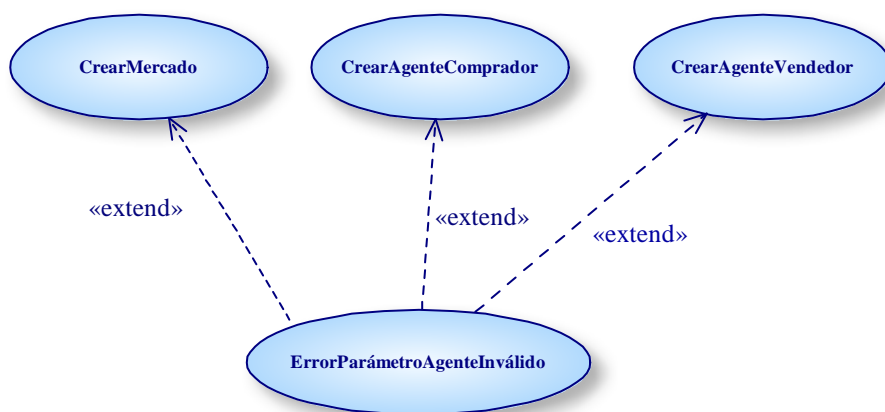 CrearMercado
CrearAgenteComprador
CrearAgenteVendedor
«extend»
«extend»
«extend»
ErrorParámetroAgenteInválido